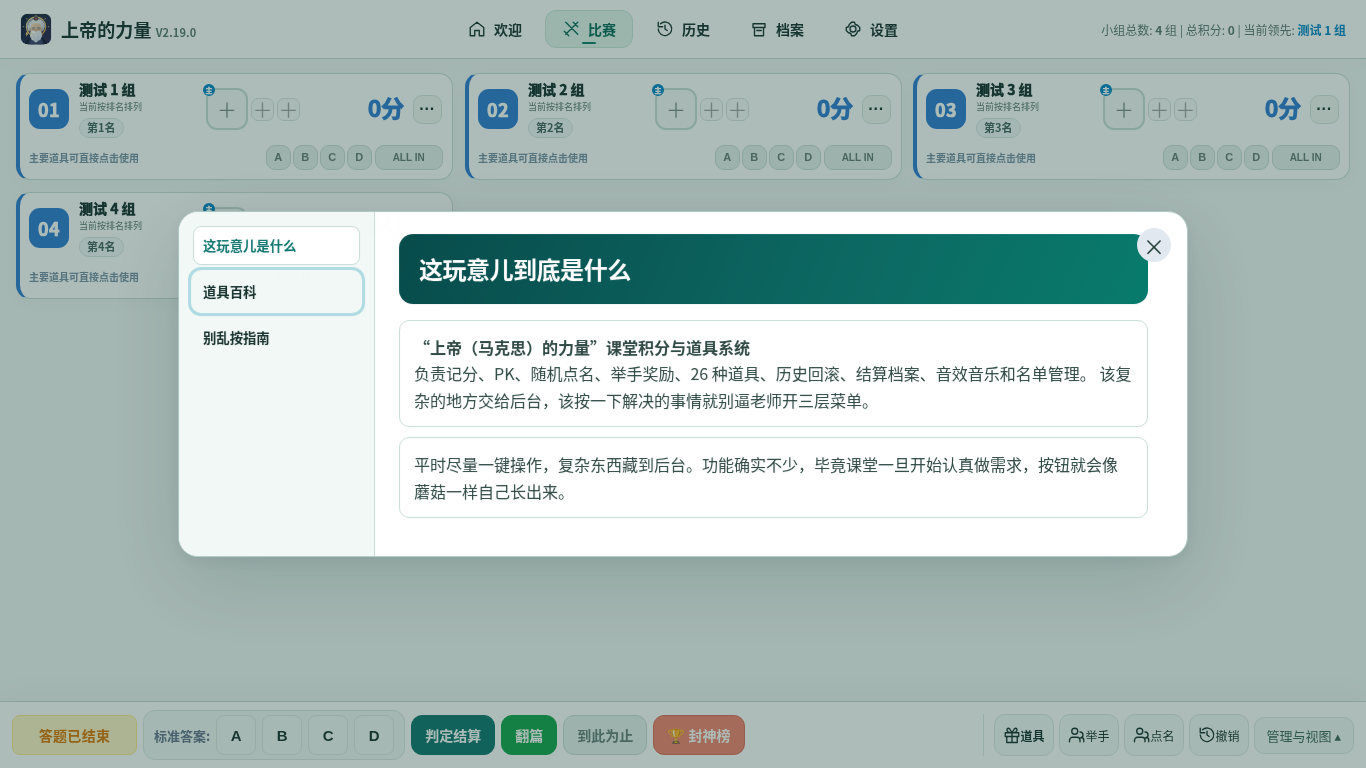 上帝的力量 V2.19.0
欢迎
比赛
历史
档案
设置
小组总数: 4 组 | 总积分: 0 | 当前领先: 测试 1 组
01
测试 1 组
当前按排名排列
第1名
主
0分
...
主要道具可直接点击使用
A B C D ALL IN
02
测试 2 组
当前按排名排列
第2名
主
0分
...
主要道具可直接点击使用
A B C D ALL IN
03
测试 3 组
当前按排名排列
第3名
主
0分
...
主要道具可直接点击使用
A B C D ALL IN
04
测试 4 组
当前按排名排列
第4名
主要道具可直接点击使用
这玩意儿是什么
道具百科
别乱按指南
这玩意儿到底是什么
“上帝（马克思）的力量”课堂积分与道具系统
负责记分、PK、随机点名、举手奖励、26 种道具、历史回滚、结算档案、音效音乐和名单管理。 该复
杂的地方交给后台，该按一下解决的事情就别逼老师开三层菜单。
平时尽量一键操作，复杂东西藏到后台。功能确实不少，毕竟课堂一旦开始认真做需求，按钮就会像
蘑菇一样自己长出来。
答题已结束
标准答案: A B C D
判定结算
翻篇
到此为止
🏆 封神榜
道具
举手
点名
撤销
管理与视图 ▴